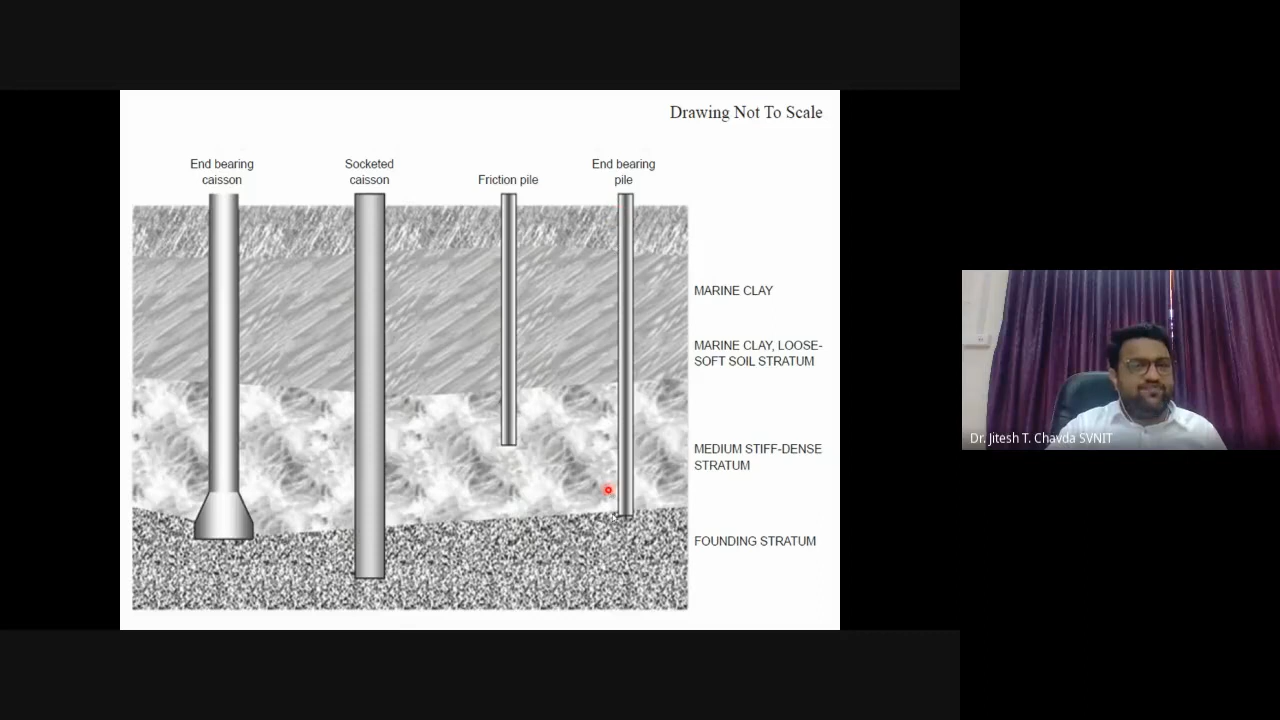 Drawing Not To Scale
End bearing
caisson
Socketed
caisson
Friction pile
End bearing
pile
MARINE CLAY
MARINE CLAY, LOOSE-
SOFT SOIL STRATUM
MEDIUM STIFF-DENSE
STRATUM
FOUNDING STRATUM
Dr. Jitesh T. Chavda SVNIT